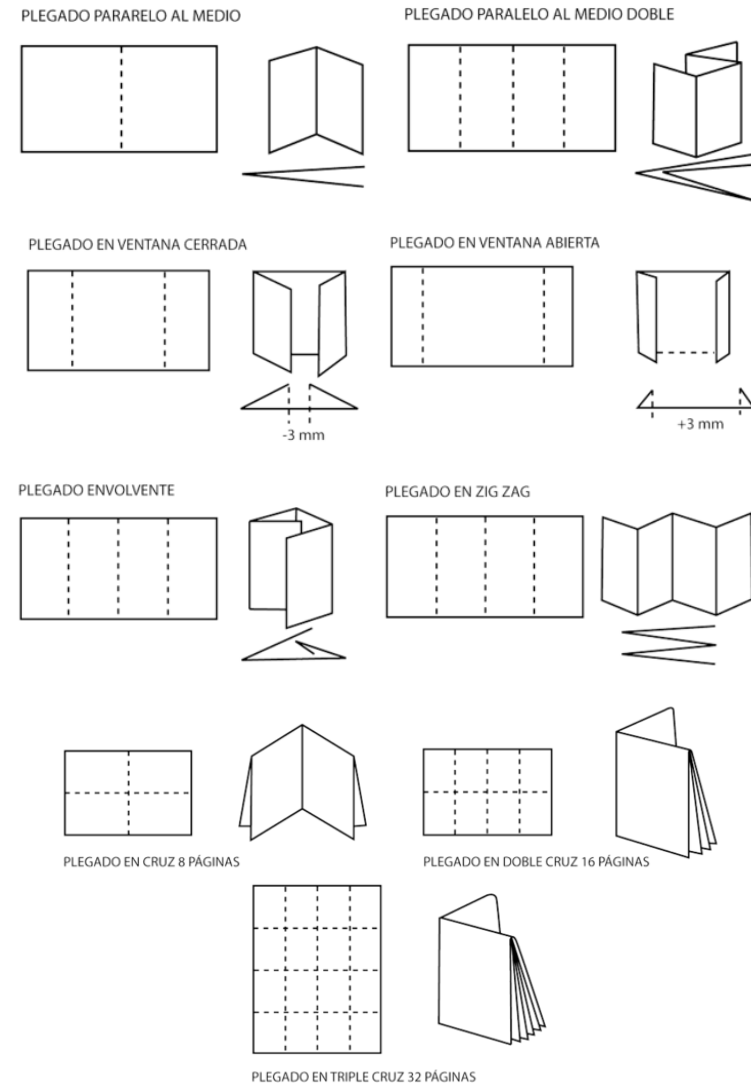 PLEGADO PARARELO AL MEDIO
PLEGADO PARALELO AL MEDIO DOBLE
PLEGADO EN VENTANA CERRADA
PLEGADO EN VENTANA ABIERTA
-3 mm
+3 mm
PLEGADO ENVOLVENTE
PLEGADO EN ZIG ZAG
PLEGADO EN CRUZ 8 PÁGINAS
PLEGADO EN DOBLE CRUZ 16 PÁGINAS
PLEGADO EN TRIPLE CRUZ 32 PÁGINAS